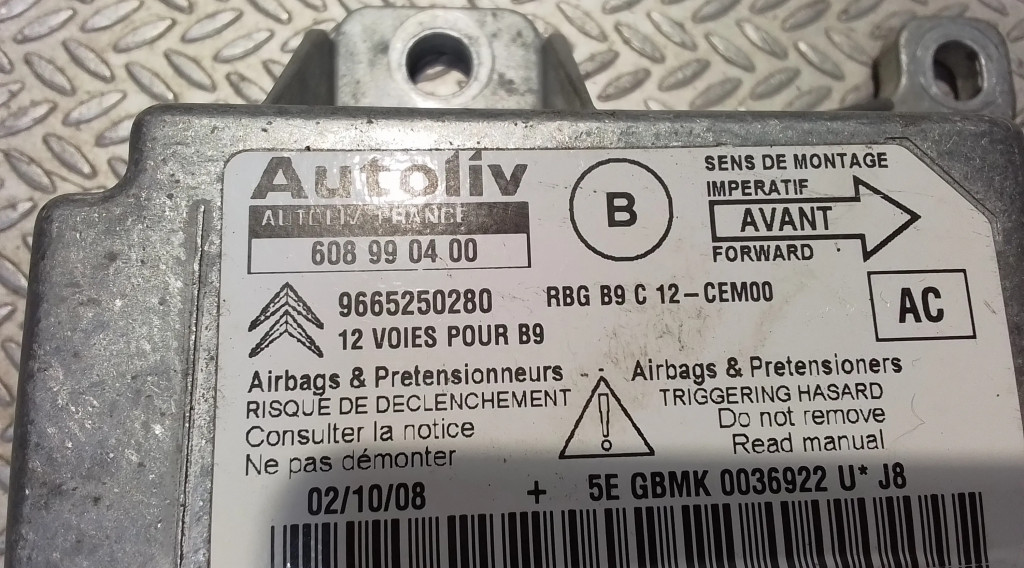 Autoliv
AUTOLIV FRANCE
608 99 04 00
B
SENS DE MONTAGE
IMPERATIF
AVANT
FORWARD
9665250280
12 VOIES POUR B9
RBG B9 C 12-CEM00
AC
Airbags & Pretensionneurs
RISQUE DE DECLENCHEMENT
Consulter la notice
Ne pas démonter
!
Airbags & Pretensioners
TRIGGERING HASARD
Do not remove
Read manual
02/10/08 + 5E GBMK 0036922 U* J8